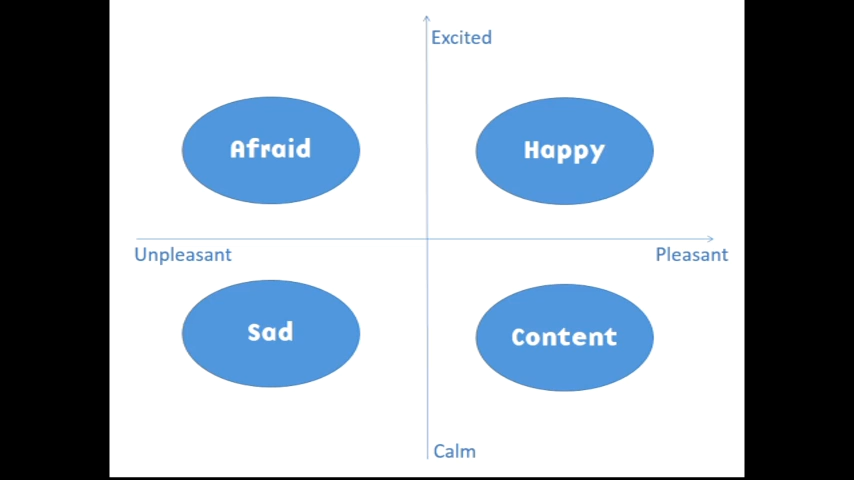 Excited
Afraid
Happy
Unpleasant
Pleasant
Sad
Content
Calm